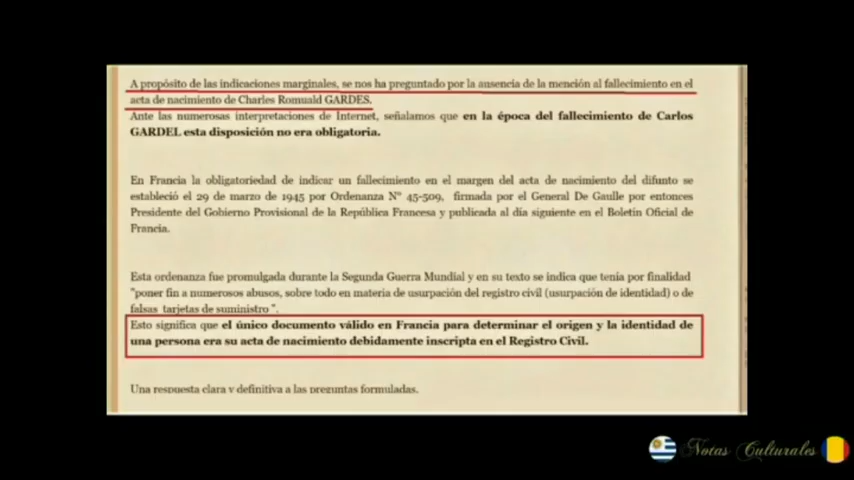 A propósito de las indicaciones marginales, se nos ha preguntado por la ausencia de la mención al fallecimiento en el
acta de nacimiento de Charles Romuald GARDES.
Ante las numerosas interpretaciones de Internet, señalamos que en la época del fallecimiento de Carlos
GARDEL esta disposición no era obligatoria.
En Francia la obligatoriedad de indicar un fallecimiento en el margen del acta de nacimiento del difunto se
estableció el 29 de marzo de 1945 por Ordenanza N° 45-509, firmada por el General De Gaulle por entonces
Presidente del Gobierno Provisional de la República Francesa y publicada al día siguiente en el Boletín Oficial de
Francia.
Esta ordenanza fue promulgada durante la Segunda Guerra Mundial y en su texto se indica que tenía por finalidad
"poner fin a numerosos abusos, sobre todo en materia de usurpación del registro civil (usurpación de identidad) o de
falsas tarjetas de suministro ".
Esto significa que el único documento válido en Francia para determinar el origen y la identidad de
una persona era su acta de nacimiento debidamente inscripta en el Registro Civil.
Una respuesta clara y definitiva a las preguntas formuladas.
Notas Culturales